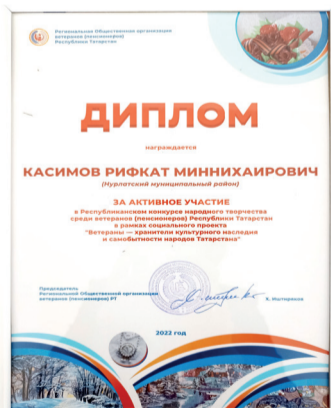 Региональная Общественная организация
ветеранов (пенсионеров)
Республики Татарстан
ДИПЛОМ
награждается
КАСИМОВ РИФКАТ МИННИХАИРОВИЧ
(Нурлатский муниципальный район)
ЗА АКТИВНОЕ УЧАСТИЕ
в Республиканском конкурсе народного творчества
среди ветеранов (пенсионеров) Республики Татарстан
в рамках социального проекта
"Ветераны — хранители культурного наследия
и самобытности народов Татарстана"
Председатель
Региональной Общественной организации
ветеранов (пенсионеров) РТ
Х. Иштиряков
2022 год